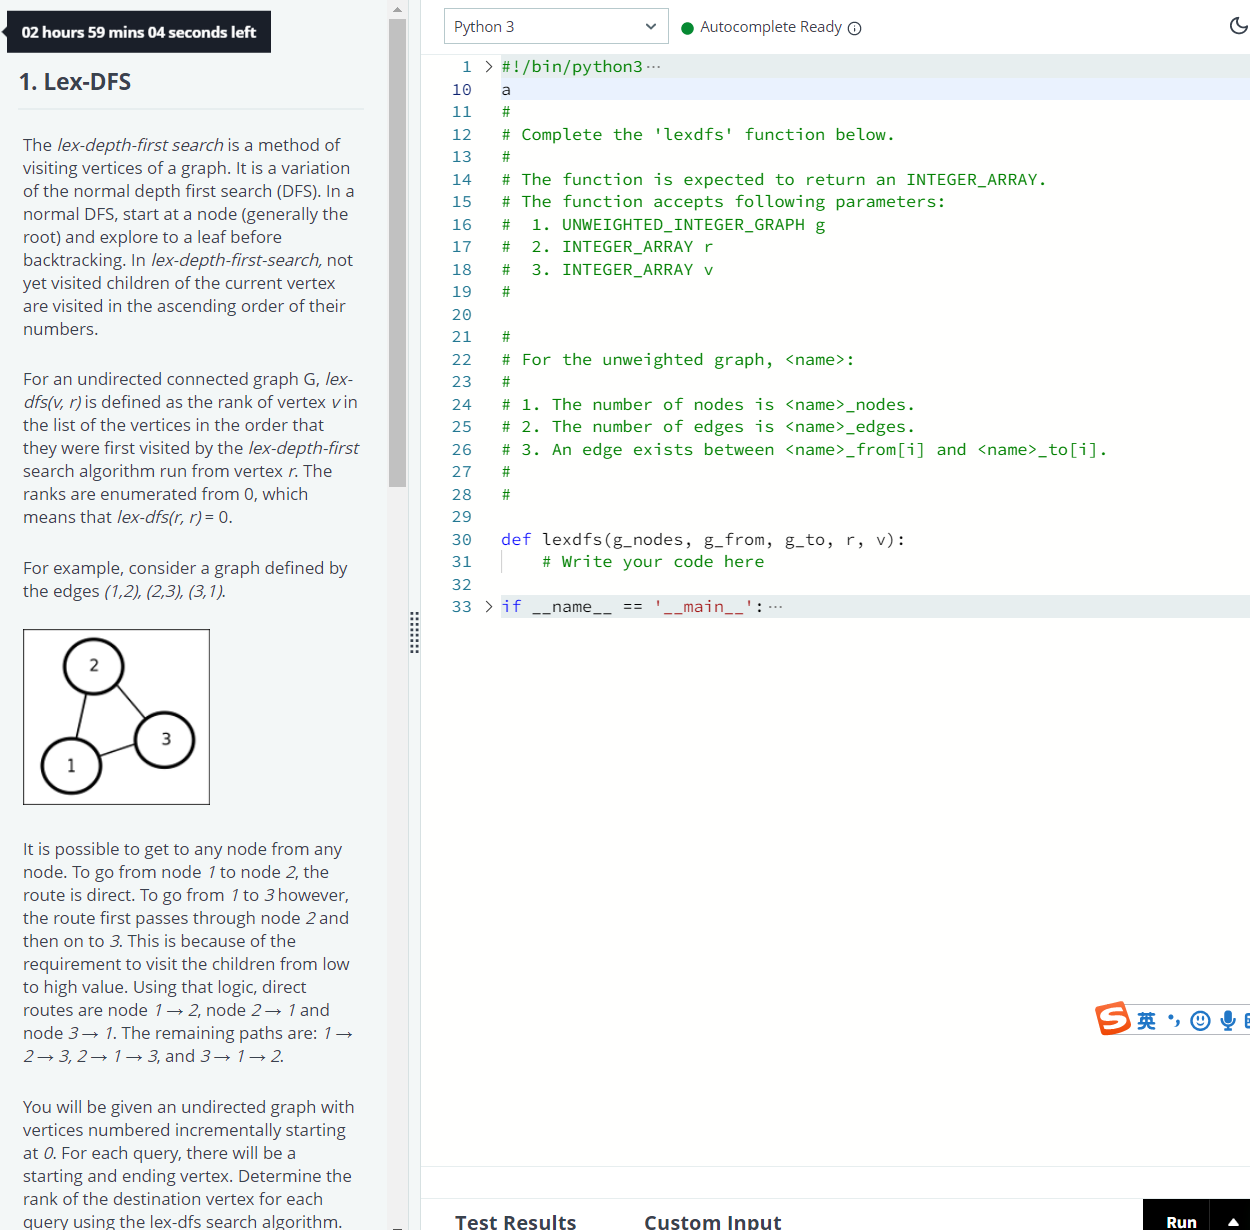 02 hours 59 mins 04 seconds left
1. Lex-DFS
The lex-depth-first search is a method of
visiting vertices of a graph. It is a variation
of the normal depth first search (DFS). In a
normal DFS, start at a node (generally the
root) and explore to a leaf before
backtracking. In lex-depth-first-search, not
yet visited children of the current vertex
are visited in the ascending order of their
numbers.
For an undirected connected graph G, lex-
dfs(v, r) is defined as the rank of vertex v in
the list of the vertices in the order that
they were first visited by the lex-depth-first
search algorithm run from vertex r. The
ranks are enumerated from 0, which
means that lex-dfs(r, r) = 0.
For example, consider a graph defined by
the edges (1,2), (2,3), (3,1).
2
3
1
It is possible to get to any node from any
node. To go from node 1 to node 2, the
route is direct. To go from 1 to 3 however,
the route first passes through node 2 and
then on to 3. This is because of the
requirement to visit the children from low
to high value. Using that logic, direct
routes are node 1 → 2, node 2 → 1 and
node 3 → 1. The remaining paths are: 1 →
2 → 3, 2 → 1 → 3, and 3 → 1 → 2.
You will be given an undirected graph with
vertices numbered incrementally starting
at 0. For each query, there will be a
starting and ending vertex. Determine the
rank of the destination vertex for each
query using the lex-dfs search algorithm.
Python 3
Autocomplete Ready
1 #!/bin/python3 ···
10 a
11 #
12 # Complete the 'lexdfs' function below.
13 #
14 # The function is expected to return an INTEGER_ARRAY.
15 # The function accepts following parameters:
16 #  1. UNWEIGHTED_INTEGER_GRAPH g
17 #  2. INTEGER_ARRAY r
18 #  3. INTEGER_ARRAY v
19 #
20
21 #
22 # For the unweighted graph, <name>:
23 #
24 # 1. The number of nodes is <name>_nodes.
25 # 2. The number of edges is <name>_edges.
26 # 3. An edge exists between <name>_from[i] and <name>_to[i].
27 #
28 #
29
30 def lexdfs(g_nodes, g_from, g_to, r, v):
31     # Write your code here
32
33 if __name__ == '__main__': ···
S 英
Test Results
Custom Input
Run